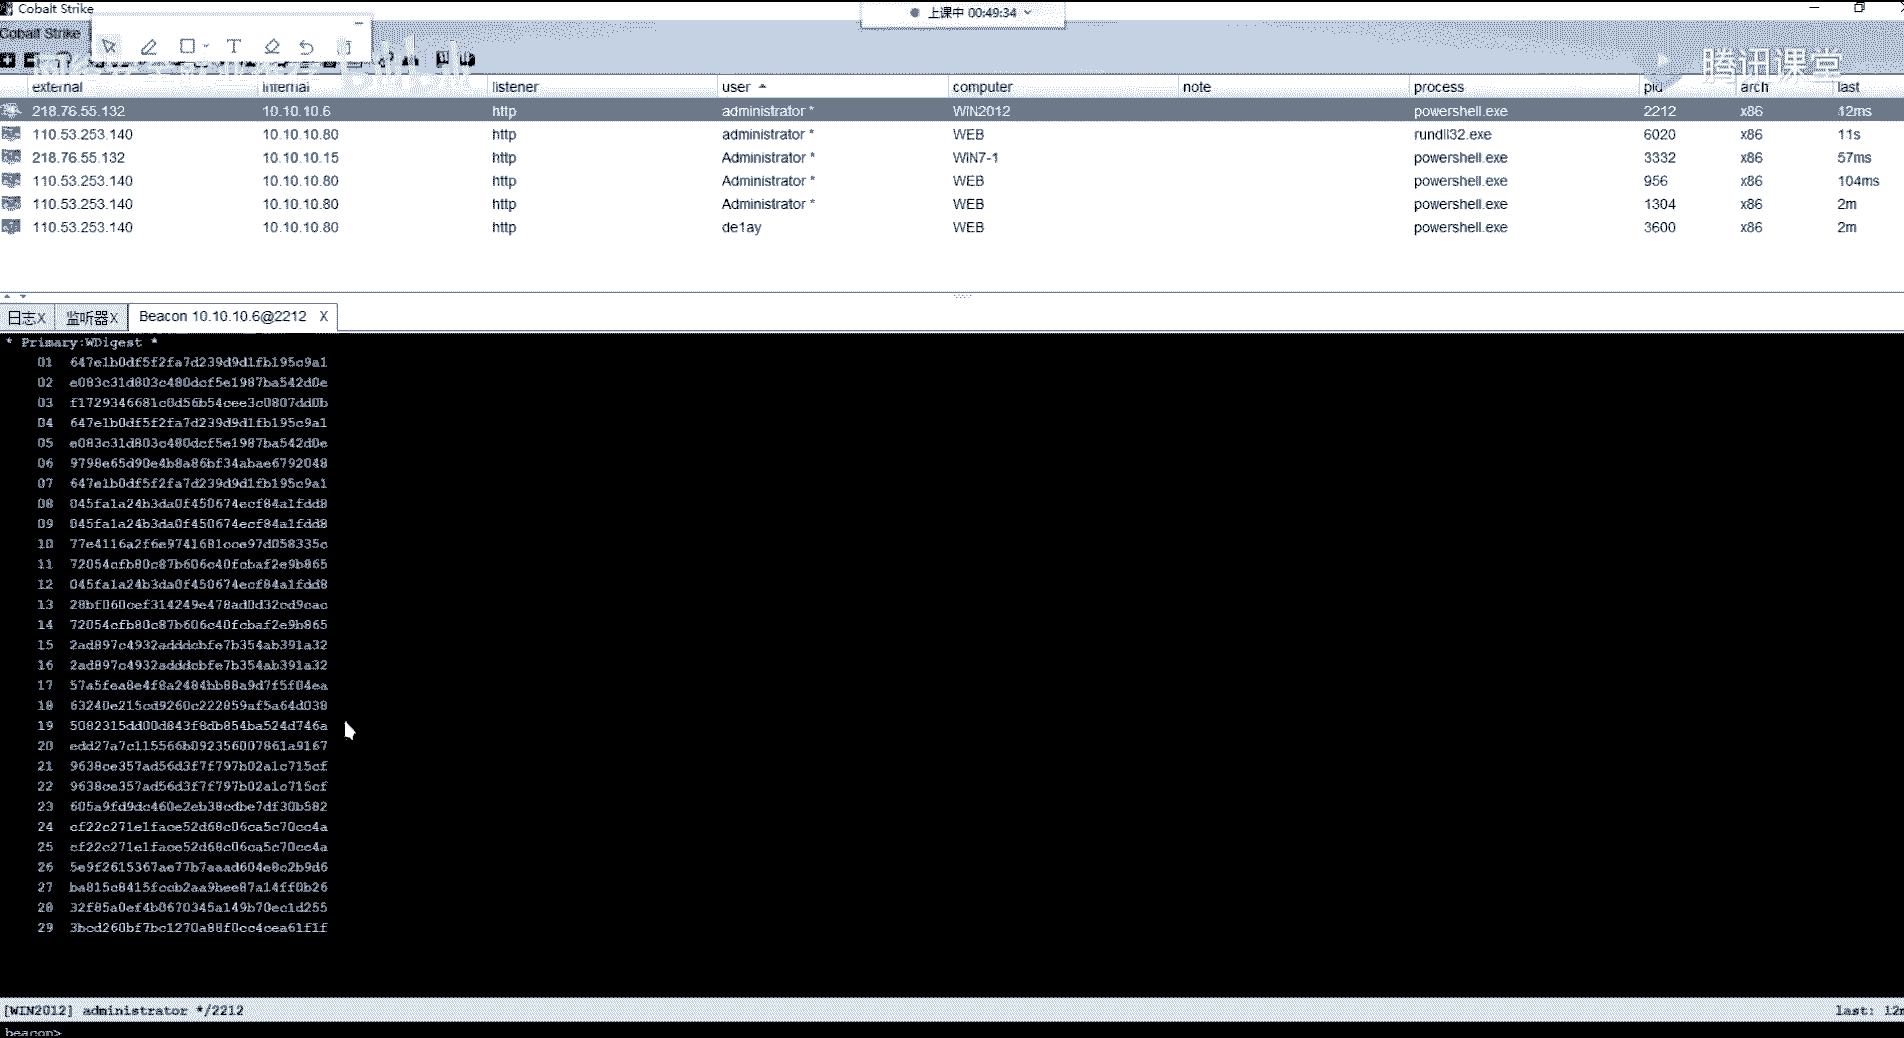 Cobalt Strike
上课中 00:49:34
Cobalt Strike
T
腾讯课堂
external internal listener user computer note process pid arch last
218.76.55.132 10.10.10.6 http administrator * WIN2012 powershell.exe 2212 x86 12ms
110.53.253.140 10.10.10.80 http administrator * WEB rundll32.exe 6020 x86 11s
218.76.55.132 10.10.10.15 http Administrator * WIN7-1 powershell.exe 3332 x86 57ms
110.53.253.140 10.10.10.80 http Administrator * WEB powershell.exe 956 x86 104ms
110.53.253.140 10.10.10.80 http Administrator * WEB powershell.exe 1304 x86 2m
110.53.253.140 10.10.10.80 http de1ay WEB powershell.exe 3600 x86 2m
日志X 监听器X Beacon 10.10.10.6@2212 X
* Primary:WDigest *
01 647e1b0df5f2fa7d239d9d1fb195c9a1
02 e083c31d803c480dcf5e1987ba542d0e
03 f1729346681c0d56b54cee3c0807dd0b
04 647e1b0df5f2fa7d239d9d1fb195c9a1
05 e083c31d803c480dcf5e1987ba542d0e
06 9798e65d90e4b8a86bf34abae6792048
07 647e1b0df5f2fa7d239d9d1fb195c9a1
08 045fa1a24b3da0f450674ecf84a1fdd8
09 045fa1a24b3da0f450674ecf84a1fdd8
10 77e4116a2f6e9741681cce97d058335c
11 72054cfb80c87b606c40fcbaf2e9b865
12 045fa1a24b3da0f450674ecf84a1fdd8
13 28bf060cef314249e478ad0d32cd9cac
14 72054cfb80c87b606c40fcbaf2e9b865
15 2ad897c4932adddcbfe7b354ab391a32
16 2ad897c4932adddcbfe7b354ab391a32
17 57a5fea8e4f8a2484bb88a9d7f5f04ea
18 63240e215cd9260c222859af5a64d038
19 5082315dd00d843f8db854ba524d746a
20 edd27a7c115566b092356007861a9167
21 9638ce357ad56d3f7f797b02a1c715cf
22 9638ce357ad56d3f7f797b02a1c715cf
23 605a9fd9dc460e2eb38cdbe7df30b582
24 cf22c271e1face52d68c06ca5c70cc4a
25 cf22c271e1face52d68c06ca5c70cc4a
26 5e9f2615367ae77b7aaad604e8c2b9d6
27 ba815c8415fccb2aa9bee87a14ff0b26
28 32f85a0ef4b0670345a149b70ec1d255
29 3bcd260bf7bc1270a88f0cc4cea61f1f
[WIN2012] administrator */2212 last:
beacon>